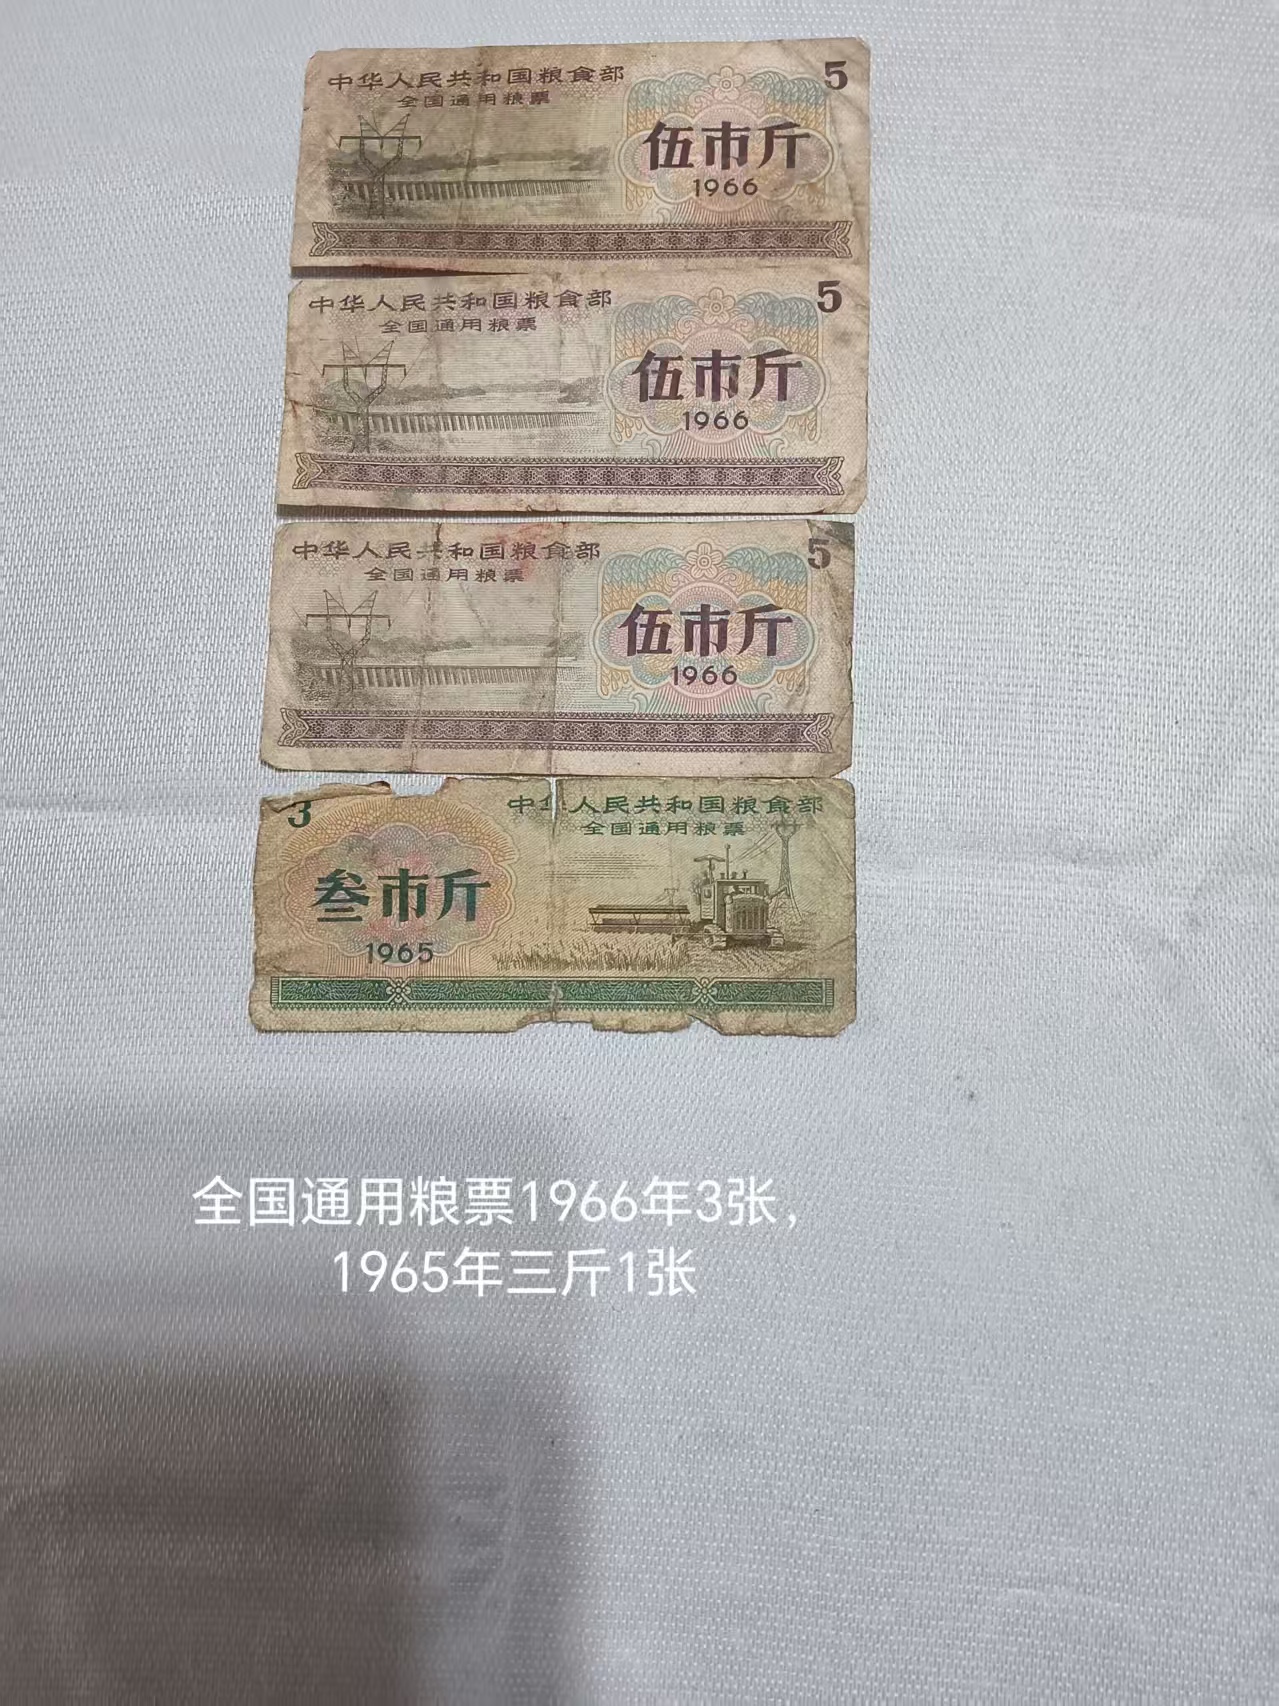 中华人民共和国粮食部
5
全国通用粮票
伍市斤
1966
中华人民共和国粮食部
5
全国通用粮票
伍市斤
1966
中华人民共和国粮食部
5
全国通用粮票
伍市斤
1966
3
中华人民共和国粮食部
全国通用粮票
叁市斤
1965
全国通用粮票1966年3张，
1965年三斤1张